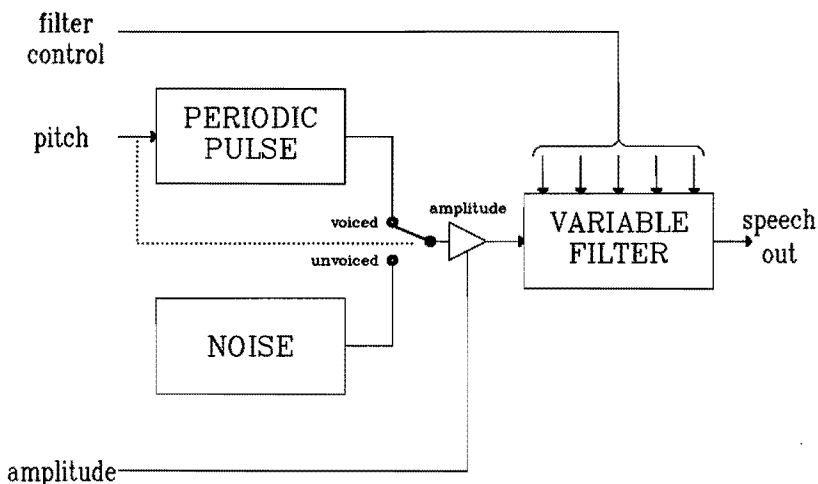 filter
control
pitch
PERIODIC
PULSE
voiced
amplitude
unvoiced
VARIABLE
FILTER
speech
out
NOISE
amplitude